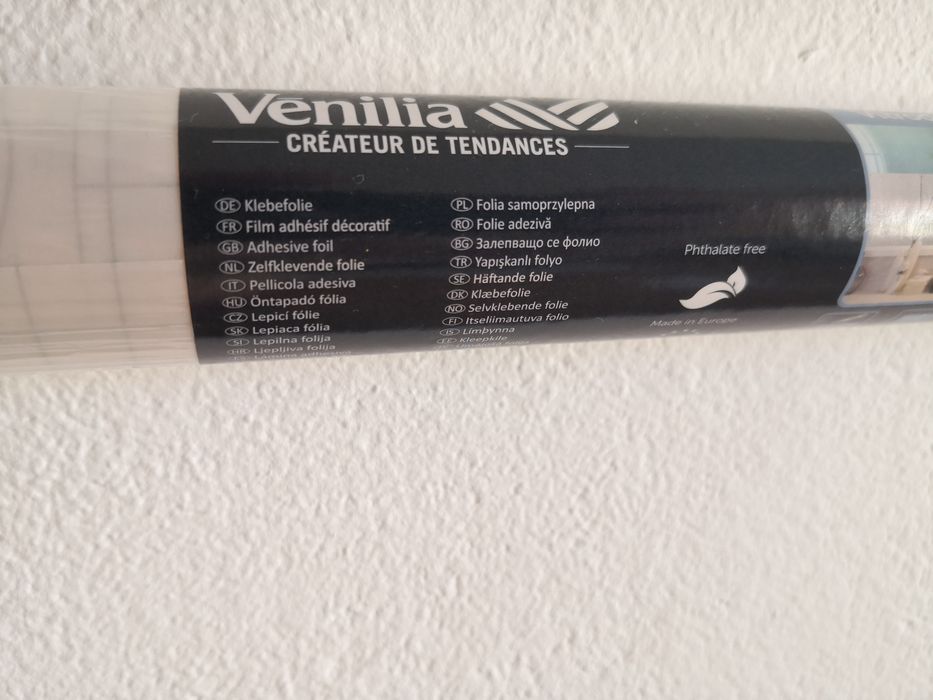 Venilia
CRÉATEUR DE TENDANCES
DE Klebefolie
FR Film adhésif décoratif
GB Adhesive foil
NL Zelfklevende folie
IT Pellicola adesiva
HU Öntapadó fólia
CZ Lepicí fólie
SK Lepiaca fólia
SI Lepilna folija
HR Ljepljiva folija
PL Folia samoprzylepna
RO Folie adezivă
BG Залепващо се фолио
TR Yapışkanlı folyo
SE Häftande folie
DK Klæbefolie
NO Selvklebende folie
FI Itseliimautuva folio
IS Límþynna
EE Kleepkile
Phthalate free
Made in Europe